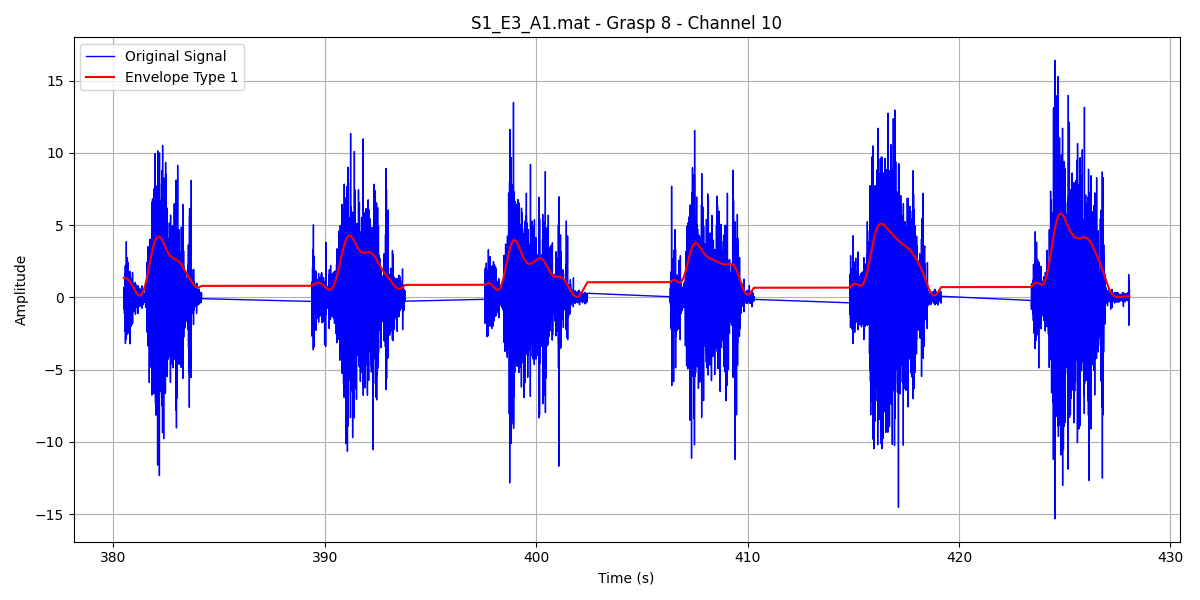 S1_E3_A1.mat - Grasp 8 - Channel 10
Original Signal
Envelope Type 1
15
10
5
0
−5
−10
−15
Amplitude
380 390 400 410 420 430
Time (s)